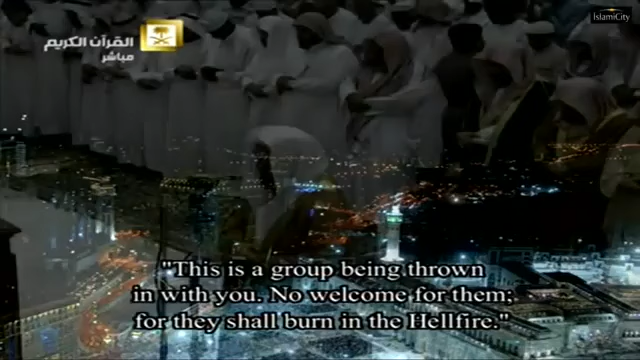 القرآن الكريم
مباشر
IslamiCity
"This is a group being thrown
in with you. No welcome for them;
for they shall burn in the Hellfire."